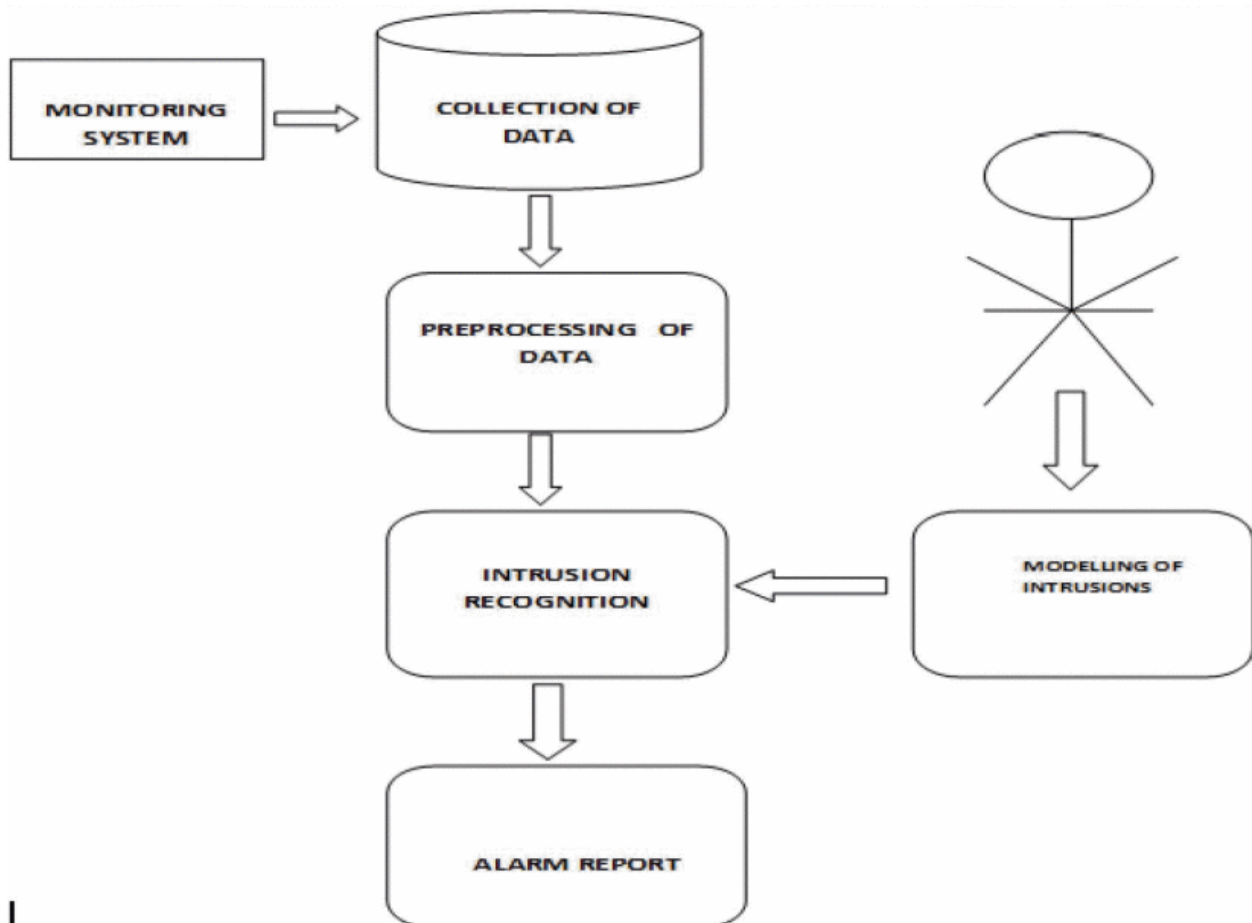 MONITORING
SYSTEM
COLLECTION OF
DATA
PREPROCESSING OF
DATA
INTRUSION
RECOGNITION
MODELLING OF
INTRUSIONS
ALARM REPORT